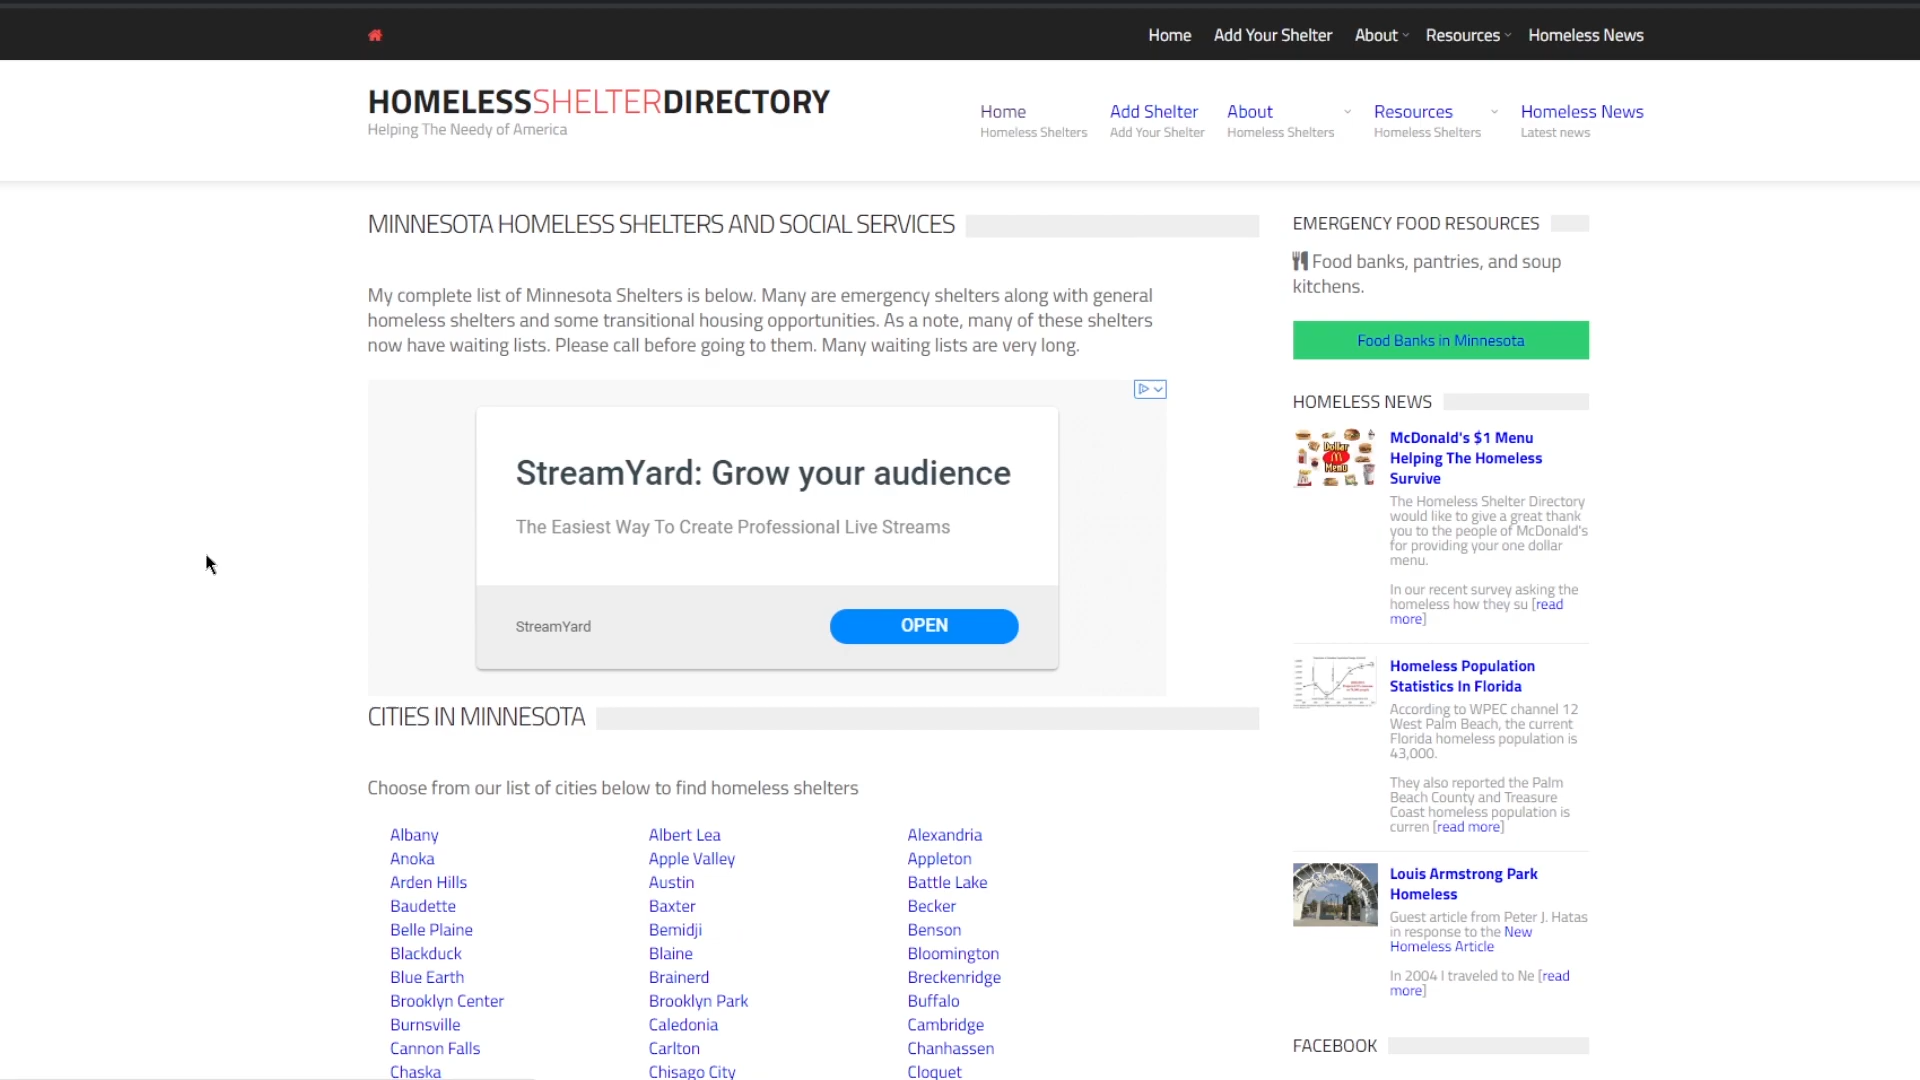 Home Add Your Shelter About Resources Homeless News
HOMELESSSHELTERDIRECTORY
Helping The Needy of America
Home Add Shelter About Resources Homeless News
Homeless Shelters Add Your Shelter Homeless Shelters Homeless Shelters Latest news
MINNESOTA HOMELESS SHELTERS AND SOCIAL SERVICES
My complete list of Minnesota Shelters is below. Many are emergency shelters along with general
homeless shelters and some transitional housing opportunities. As a note, many of these shelters
now have waiting lists. Please call before going to them. Many waiting lists are very long.
StreamYard: Grow your audience
The Easiest Way To Create Professional Live Streams
StreamYard
OPEN
CITIES IN MINNESOTA
Choose from our list of cities below to find homeless shelters
Albany Albert Lea Alexandria
Anoka Apple Valley Appleton
Arden Hills Austin Battle Lake
Baudette Baxter Becker
Belle Plaine Bemidji Benson
Blackduck Blaine Bloomington
Blue Earth Brainerd Breckenridge
Brooklyn Center Brooklyn Park Buffalo
Burnsville Caledonia Cambridge
Cannon Falls Carlton Chanhassen
Chaska Chisago City Cloquet
EMERGENCY FOOD RESOURCES
Food banks, pantries, and soup
kitchens.
Food Banks in Minnesota
HOMELESS NEWS
Dollar
Menu
McDonald's $1 Menu
Helping The Homeless
Survive
The Homeless Shelter Directory
would like to give a great thank
you to the people of McDonald's
for providing your one dollar
menu.
In our recent survey asking the
homeless how they su [read
more]
Homeless Population
Statistics In Florida
According to WPEC channel 12
West Palm Beach, the current
Florida homeless population is
43,000.
They also reported the Palm
Beach County and Treasure
Coast homeless population is
curren [read more]
Louis Armstrong Park
Homeless
Guest article from Peter J. Hatas
in response to the New
Homeless Article
In 2004 I traveled to Ne [read
more]
FACEBOOK